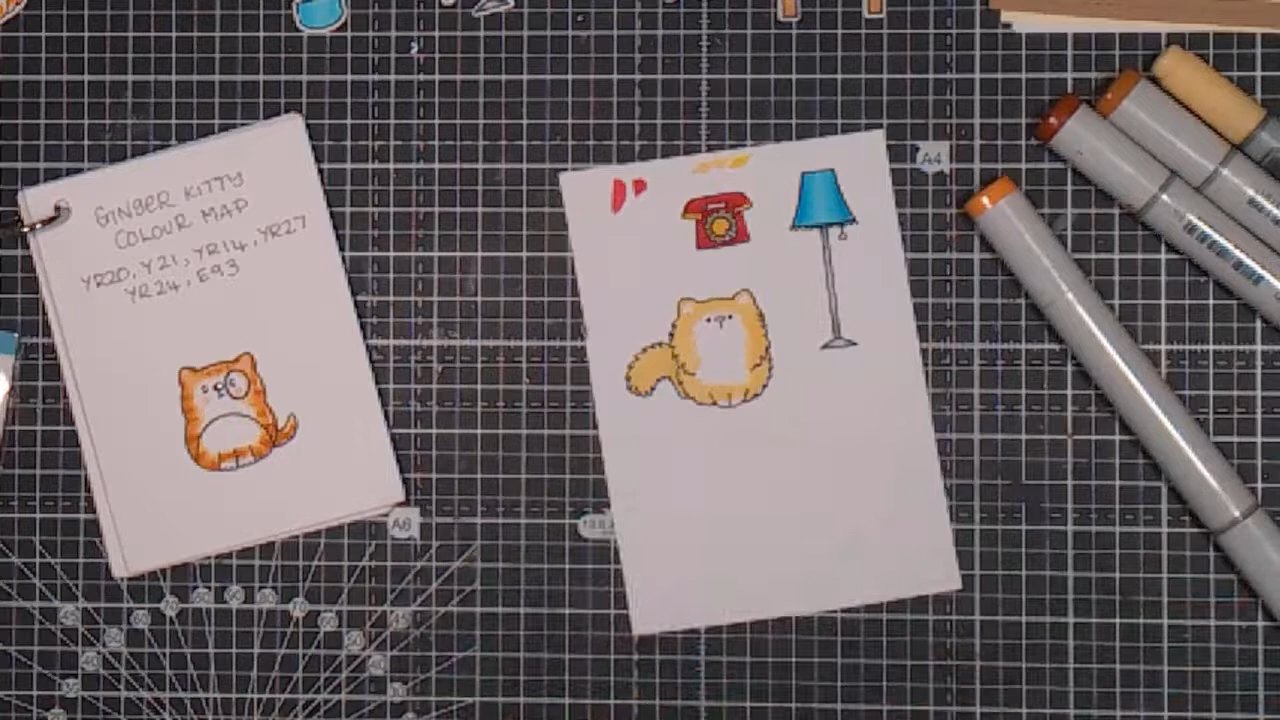 GINGER KITTY
COLOUR MAP
YR20, Y21, YR14, YR27
YR24, E93
A4
A6